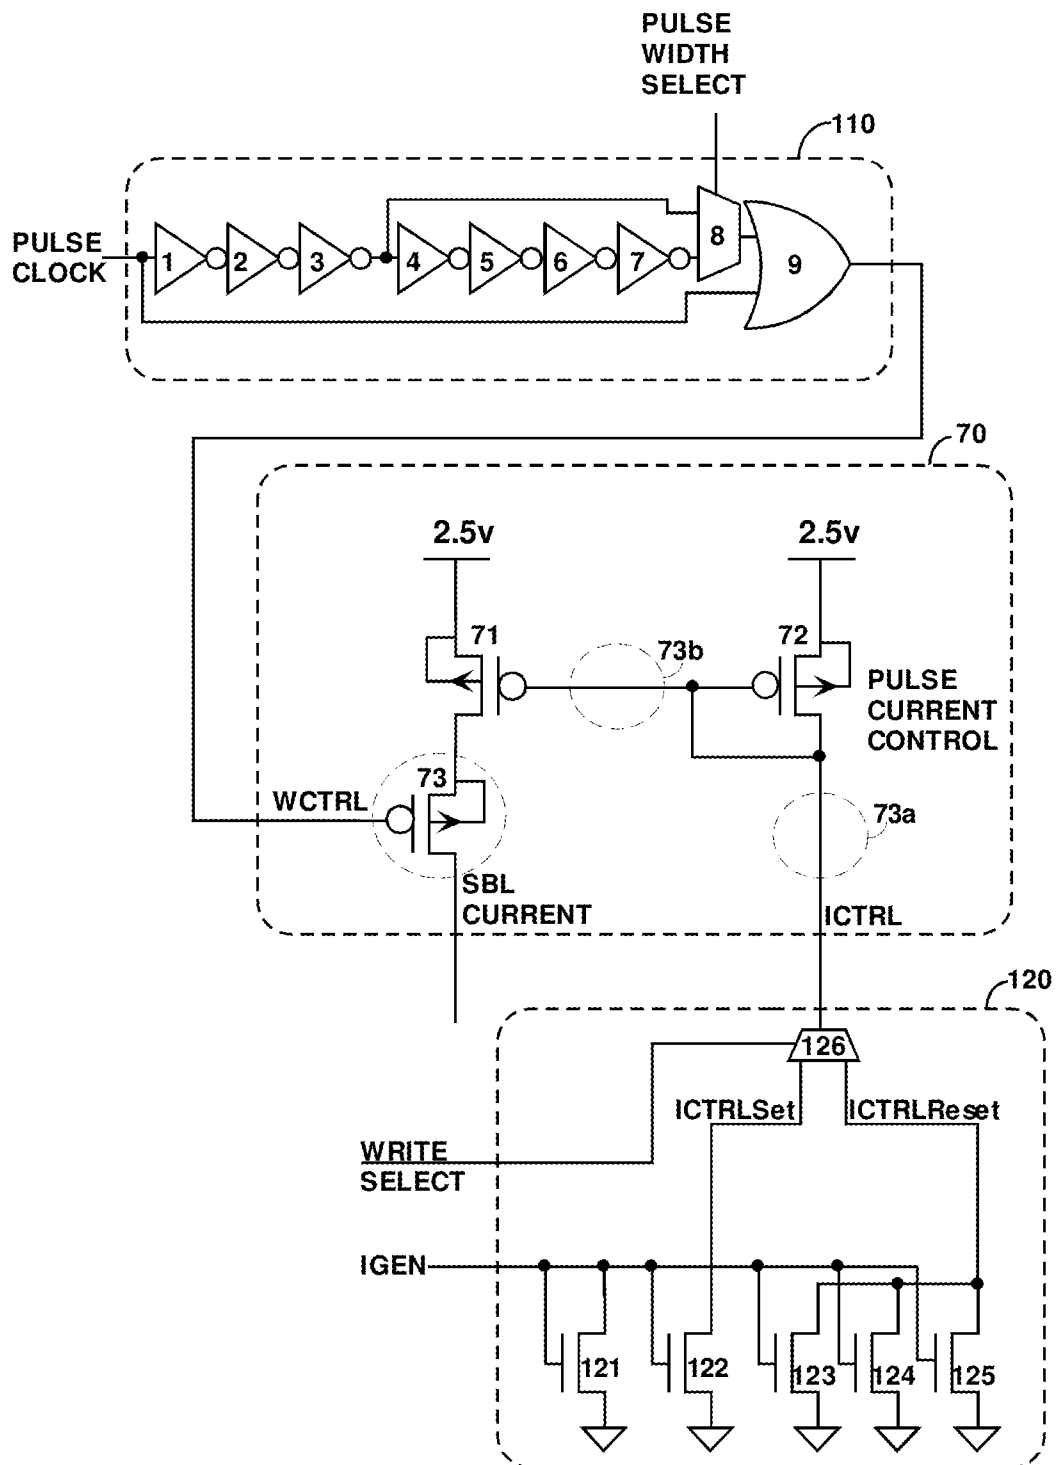 PULSE
WIDTH
SELECT
110
PULSE
CLOCK
1 2 3 4 5 6 7 8 9
70
2.5v 2.5v
71 72
73b
PULSE
CURRENT
CONTROL
73
WCTRL
73a
SBL
CURRENT
ICTRL
120
126
ICTRLSet ICTRLReset
WRITE
SELECT
IGEN
121 122 123 124 125